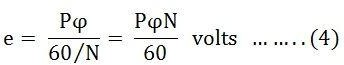 e = Pφ / 60/N = PφN / 60 volts ... ... .. (4)